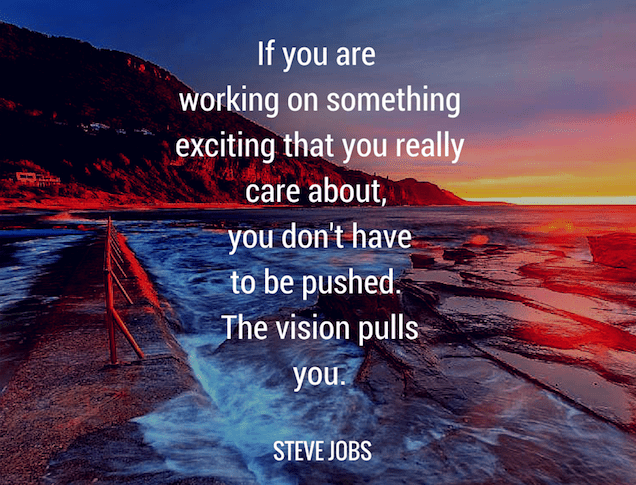 If you are
working on something
exciting that you really
care about,
you don't have
to be pushed.
The vision pulls
you.
STEVE JOBS